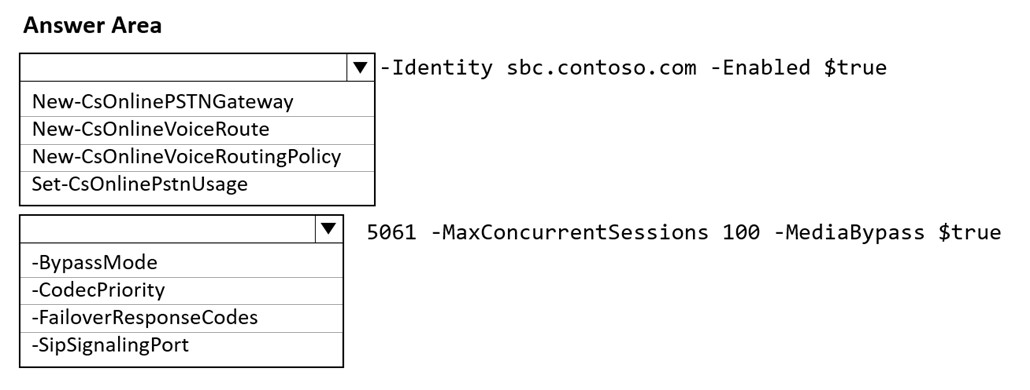 Answer Area
-Identity sbc.contoso.com -Enabled $true
New-CsOnlinePSTNGateway
New-CsOnlineVoiceRoute
New-CsOnlineVoiceRoutingPolicy
Set-CsOnlinePstnUsage
5061 -MaxConcurrentSessions 100 -MediaBypass $true
-BypassMode
-CodecPriority
-FailoverResponseCodes
-SipSignalingPort